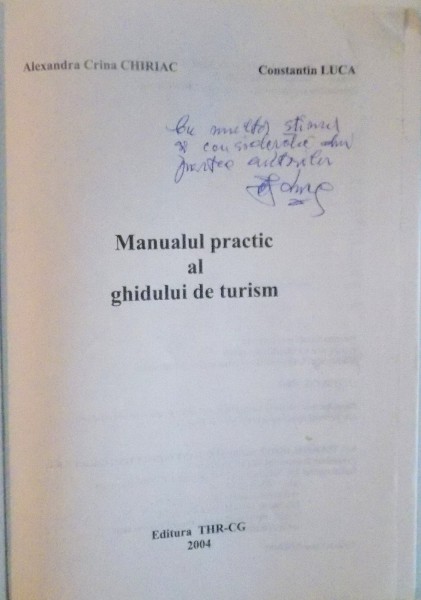 Alexandra Crina CHIRIAC
Constantin LUCA
Cu multă stimă
și considerație din
partea autorilor
Manualul practic
al
ghidului de turism
Editura THR-CG
2004